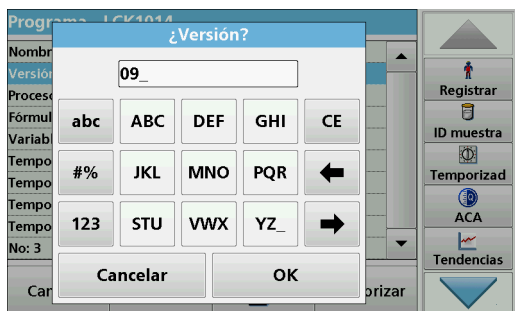 Programa LCK1014
¿Versión?
09_
Nombr
Versión
Proceso
Fórmul
Variabl
Tempo
Tempo
Tempo
Tempo
No: 3
abc ABC DEF GHI CE
#% JKL MNO PQR
123 STU VWX YZ_
Cancelar OK
Can
orizar
Registrar
ID muestra
Temporizad
ACA
Tendencias